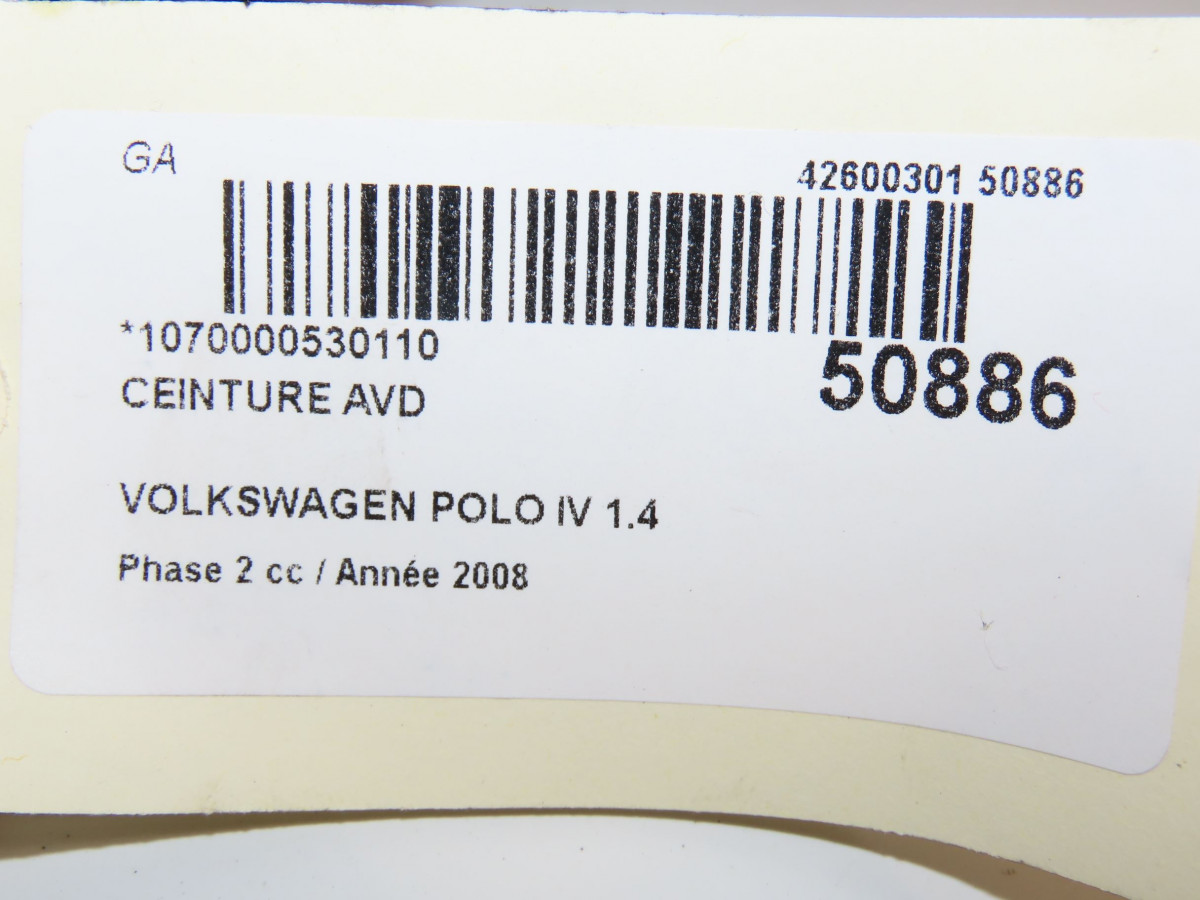 GA
42600301 50886
*1070000530110
50886
CEINTURE AVD
VOLKSWAGEN POLO IV 1.4
Phase 2 cc / Année 2008